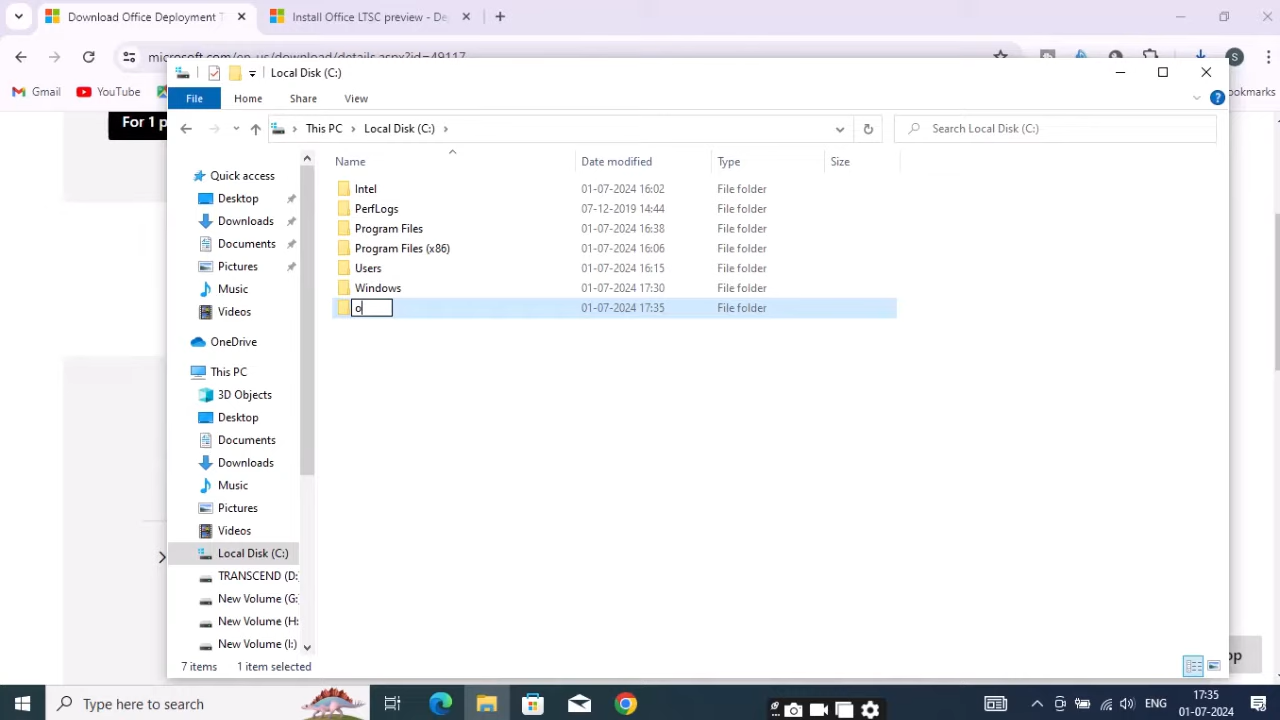 Download Office Deployment T
Install Office LTSC preview - De
microsoft.com/en-us/download/details.aspx?id=49117
Gmail
YouTube
ookmarks
For 1 p
Local Disk (C:)
File
Home
Share
View
This PC
Local Disk (C:)
Search Local Disk (C:)
Name
Date modified
Type
Size
Quick access
Desktop
Downloads
Documents
Pictures
Music
Videos
OneDrive
This PC
3D Objects
Desktop
Documents
Downloads
Music
Pictures
Videos
Local Disk (C:)
TRANSCEND (D:
New Volume (G:
New Volume (H:
New Volume (I:)
Intel 01-07-2024 16:02 File folder
PerfLogs 07-12-2019 14:44 File folder
Program Files 01-07-2024 16:38 File folder
Program Files (x86) 01-07-2024 16:06 File folder
Users 01-07-2024 16:15 File folder
Windows 01-07-2024 17:30 File folder
o 01-07-2024 17:35 File folder
7 items 1 item selected
op
Type here to search
ENG
17:35
01-07-2024
S